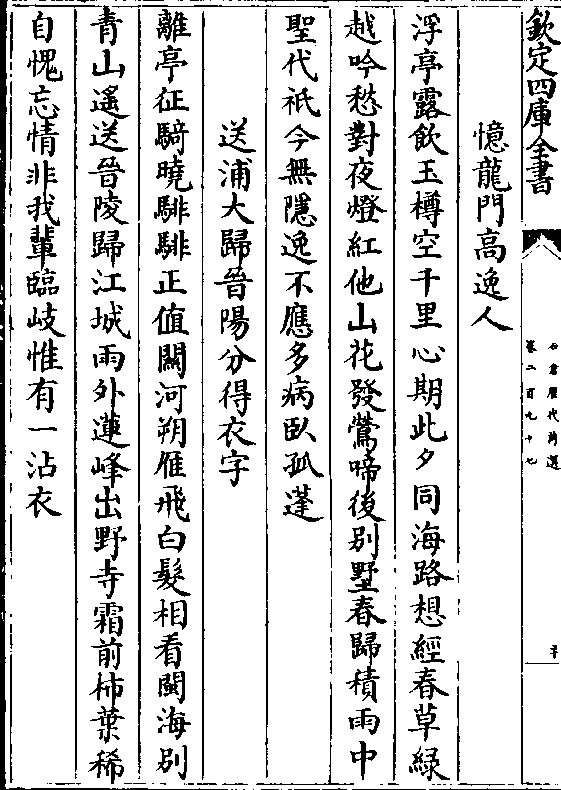 欽定四庫全書
石倉歴代詩選
卷二百九十七
憶龍門高逸人
浮亭露飲玉樽空千里心期此夕同海路想經春草緑
越吟愁對夜燈紅他山花發鶯啼後别墅春歸積雨中
聖代祇今無隱逸不應多病臥孤蓬
送浦大歸晉陽分得衣字
離亭征騎曉騑騑正值關河朔雁飛白髮相看閩海别
青山遙送晉陵歸江城雨外蓮峰出野寺霜前柿葉稀
自愧忘情非我輩臨岐惟有一沾衣